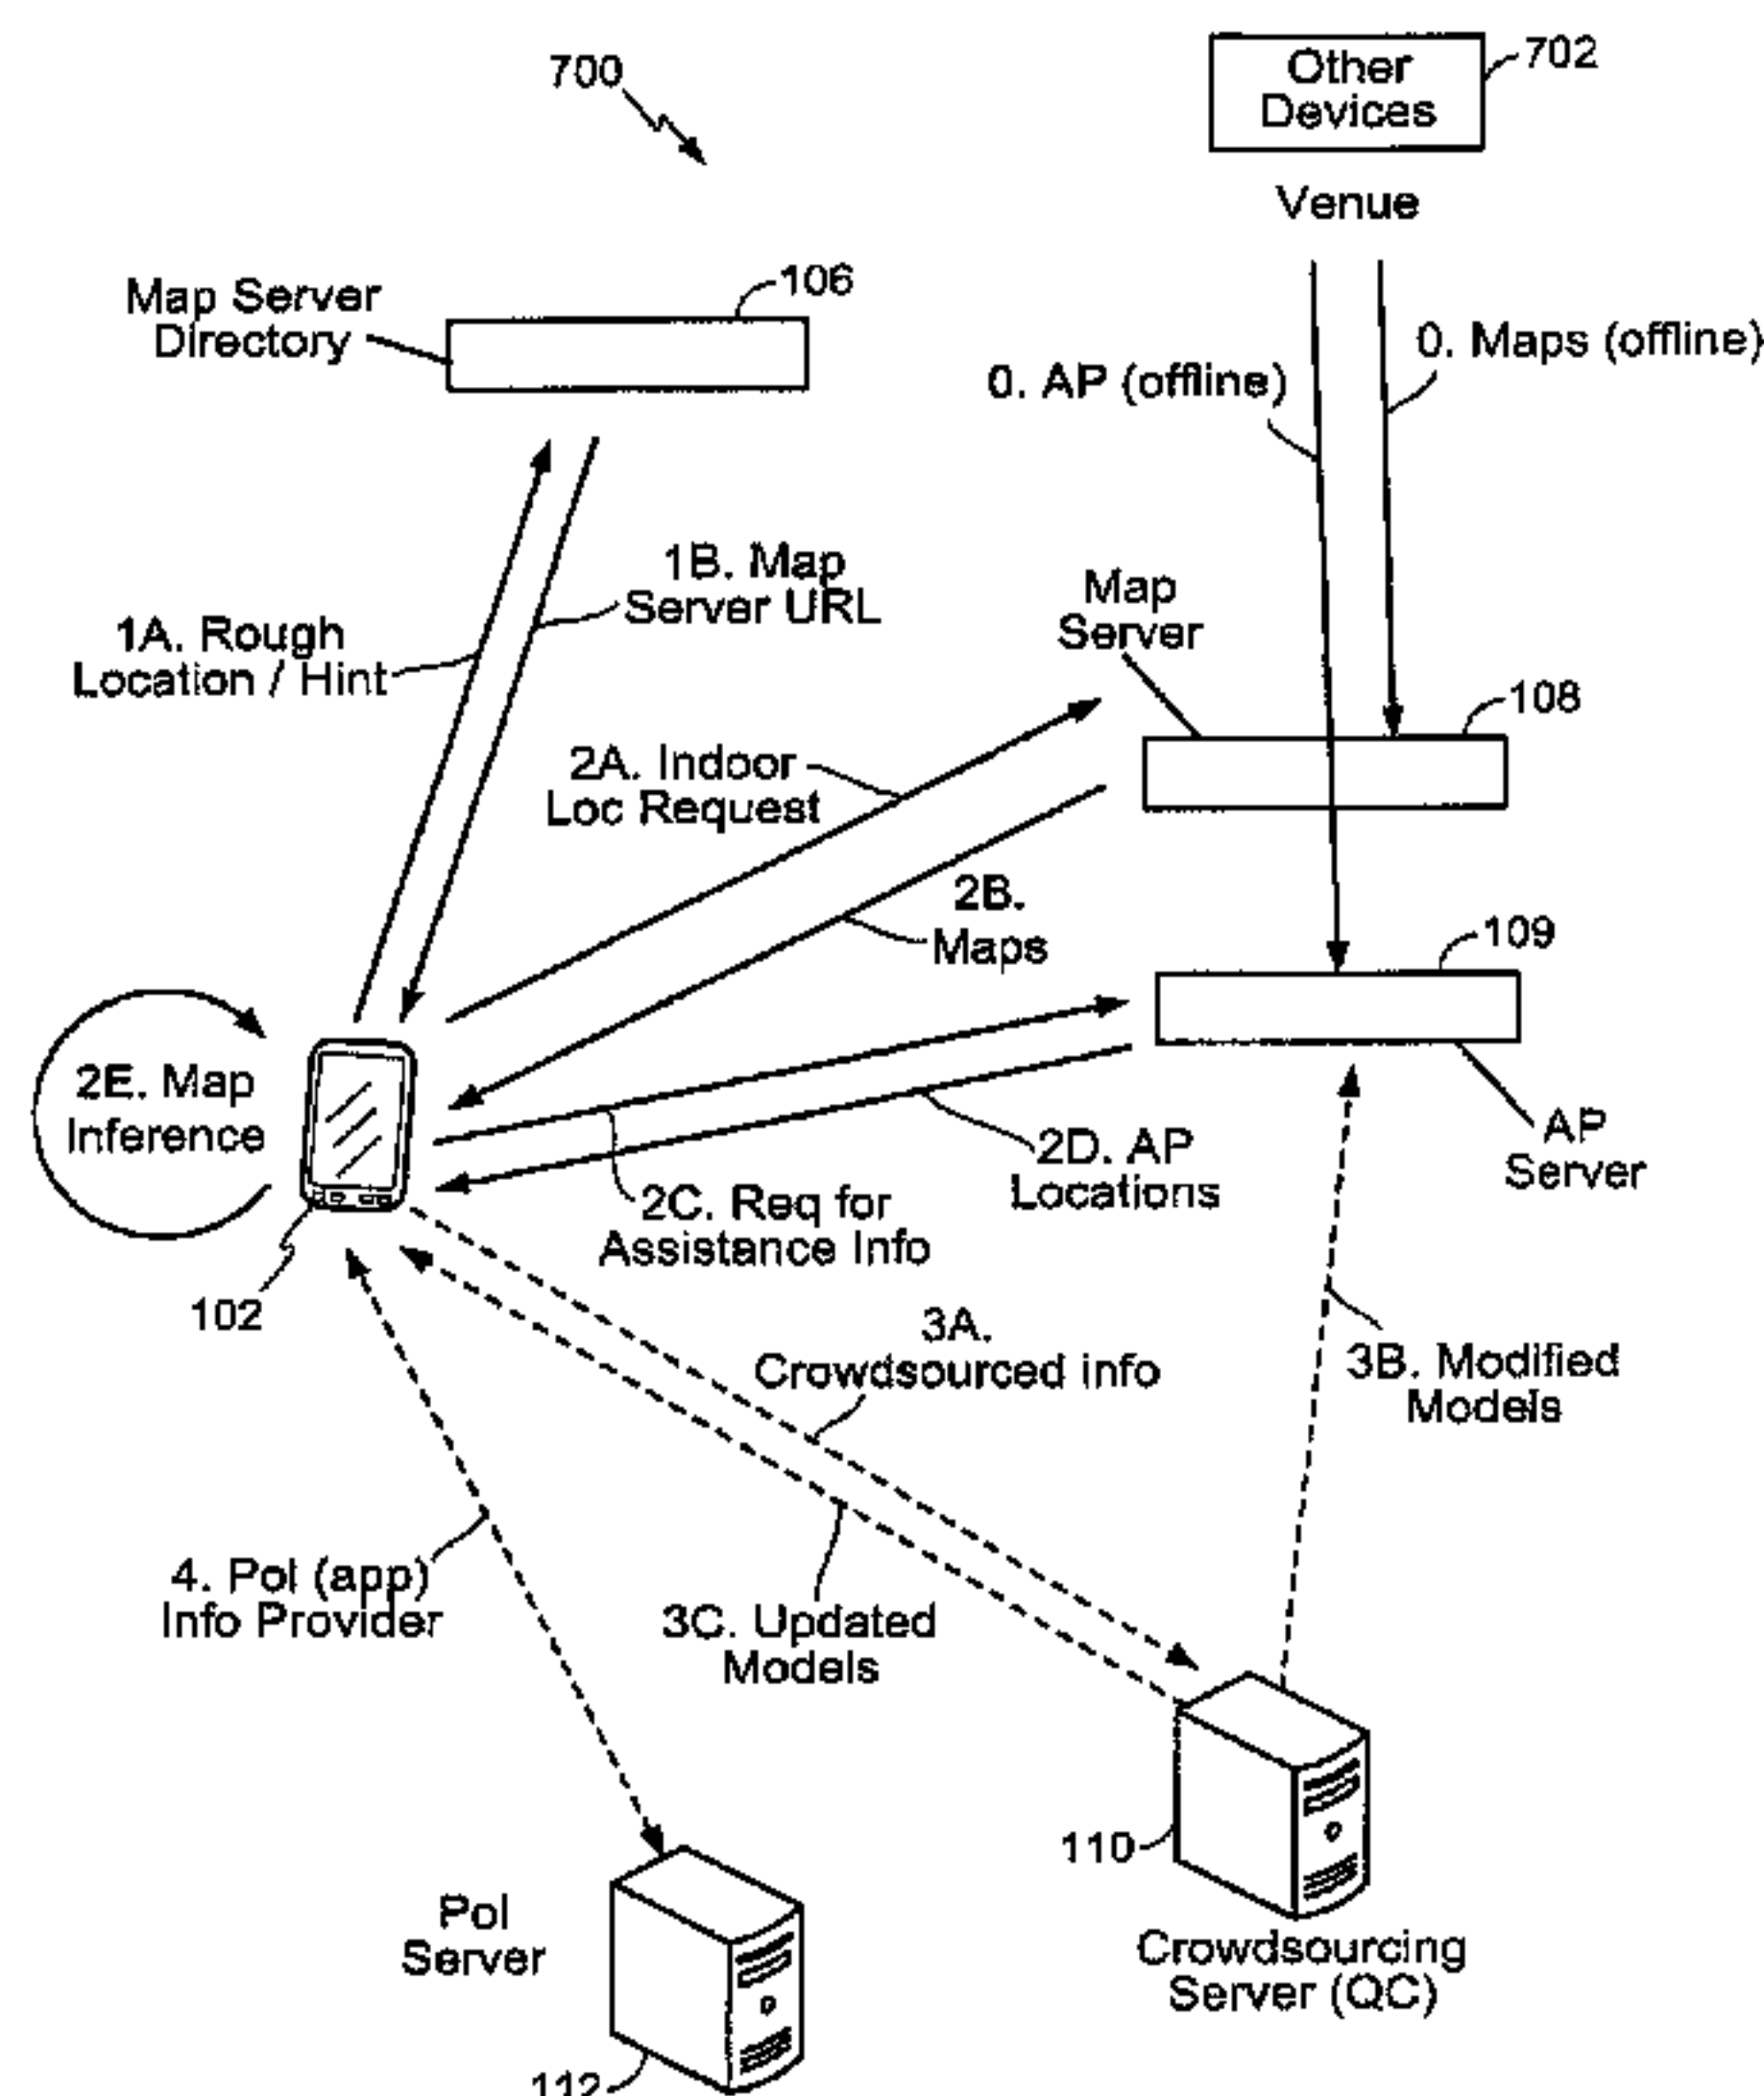 700
Other
Devices
702
Venue
Map Server
Directory
106
0. AP (offline)
0. Maps (offline)
1A. Rough
Location / Hint
1B. Map
Server URL
Map
Server
108
2A. Indoor
Loc Request
2B.
Maps
109
AP
Server
2E. Map
Inference
102
2C. Req for
Assistance Info
2D. AP
Locations
3A.
Crowdsourced info
3B. Modified
Models
4. PoI (app)
Info Provider
3C. Updated
Models
110
Crowdsourcing
Server (QC)
PoI
Server
112